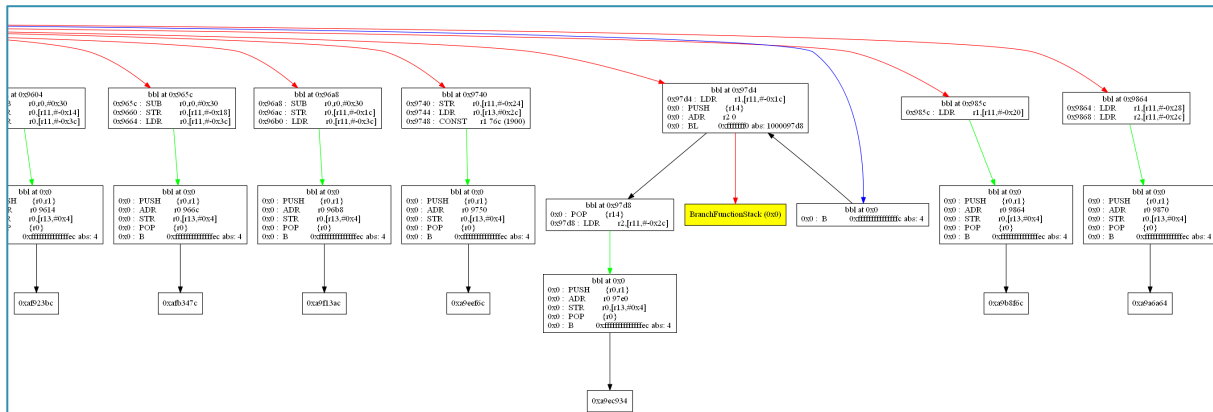 bbl at 0x9604
r0,r0,#0x30
r0,[r11,#-0x14]
r0,[r11,#-0x3c]
bbl at 0x965c
0x965c : SUB r0,r0,#0x30
0x9660 : STR r0,[r11,#-0x18]
0x9664 : LDR r0,[r11,#-0x3c]
bbl at 0x96a8
0x96a8 : SUB r0,r0,#0x30
0x96ac : STR r0,[r11,#-0x1c]
0x96b0 : LDR r0,[r11,#-0x3c]
bbl at 0x9740
0x9740 : STR r0,[r11,#-0x24]
0x9744 : LDR r0,[r13,#0x2c]
0x9748 : CONST r1 76c (1900)
bbl at 0x97d4
0x97d4 : LDR r1,[r11,#-0x1c]
0x0 : PUSH {r14}
0x0 : ADR r2 0
0x0 : BL 0xfffffff0 abs: 1000097d8
bbl at 0x985c
0x985c : LDR r1,[r11,#-0x20]
bbl at 0x9864
0x9864 : LDR r1,[r11,#-0x28]
0x9868 : LDR r2,[r11,#-0x2c]
bbl at 0x0
PUSH {r0,r1}
r0 9614
r0,[r13,#0x4]
{r0}
0xffffffffffffffec abs: 4
bbl at 0x0
0x0 : PUSH {r0,r1}
0x0 : ADR r0 966c
0x0 : STR r0,[r13,#0x4]
0x0 : POP {r0}
0x0 : B 0xffffffffffffffec abs: 4
bbl at 0x0
0x0 : PUSH {r0,r1}
0x0 : ADR r0 96b8
0x0 : STR r0,[r13,#0x4]
0x0 : POP {r0}
0x0 : B 0xffffffffffffffec abs: 4
bbl at 0x0
0x0 : PUSH {r0,r1}
0x0 : ADR r0 9750
0x0 : STR r0,[r13,#0x4]
0x0 : POP {r0}
0x0 : B 0xffffffffffffffec abs: 4
bbl at 0x97d8
0x0 : POP {r14}
0x97d8 : LDR r2,[r11,#-0x2c]
BranchFunctionStack (0x0)
bbl at 0x0
0x0 : B 0xffffffffffffffec abs: 4
bbl at 0x0
0x0 : PUSH {r0,r1}
0x0 : ADR r0 9864
0x0 : STR r0,[r13,#0x4]
0x0 : POP {r0}
0x0 : B 0xffffffffffffffec abs: 4
bbl at 0x0
0x0 : PUSH {r0,r1}
0x0 : ADR r0 9870
0x0 : STR r0,[r13,#0x4]
0x0 : POP {r0}
0x0 : B 0xffffffffffffffec abs: 4
bbl at 0x0
0x0 : PUSH {r0,r1}
0x0 : ADR r0 97e0
0x0 : STR r0,[r13,#0x4]
0x0 : POP {r0}
0x0 : B 0xffffffffffffffec abs: 4
0xaf923bc
0xafb347c
0xa9f13ac
0xa9eef6c
0xa9b8f6c
0xa9a6a64
0xa9ec934